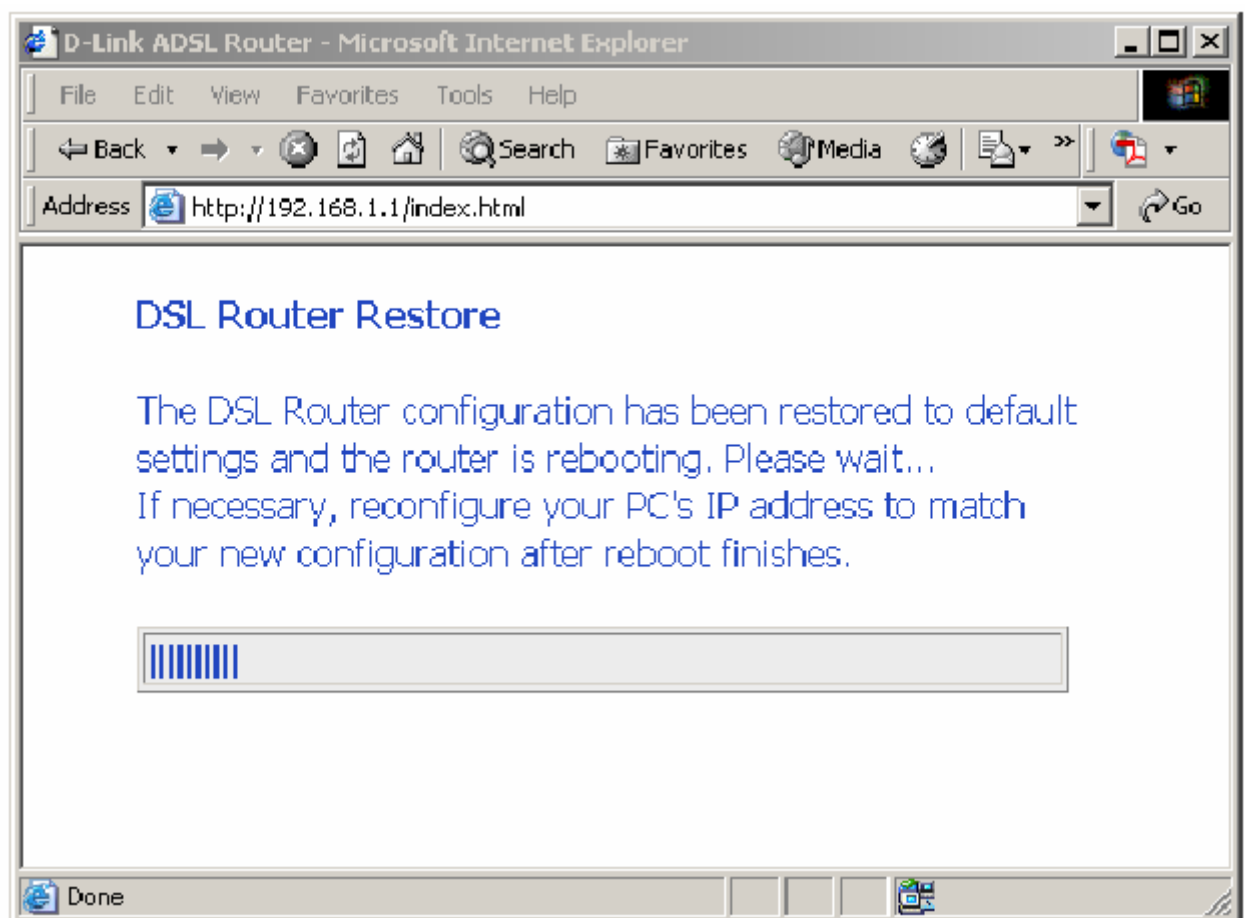 D-Link ADSL Router - Microsoft Internet Explorer
File Edit View Favorites Tools Help
Back Search Favorites Media »
Address http://192.168.1.1/index.html Go
DSL Router Restore
The DSL Router configuration has been restored to default
settings and the router is rebooting. Please wait...
If necessary, reconfigure your PC's IP address to match
your new configuration after reboot finishes.
Done